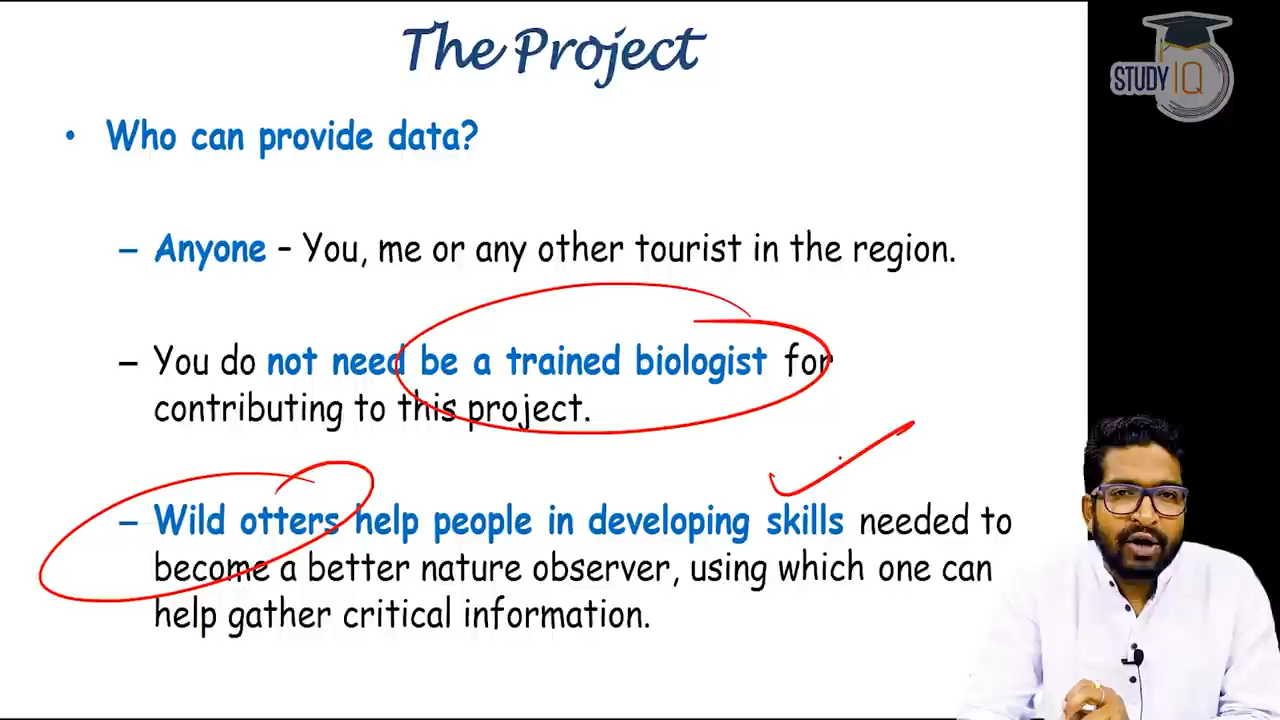 The Project
STUDY IQ
• Who can provide data?
– Anyone – You, me or any other tourist in the region.
– You do not need be a trained biologist for
contributing to this project.
– Wild otters help people in developing skills needed to
become a better nature observer, using which one can
help gather critical information.